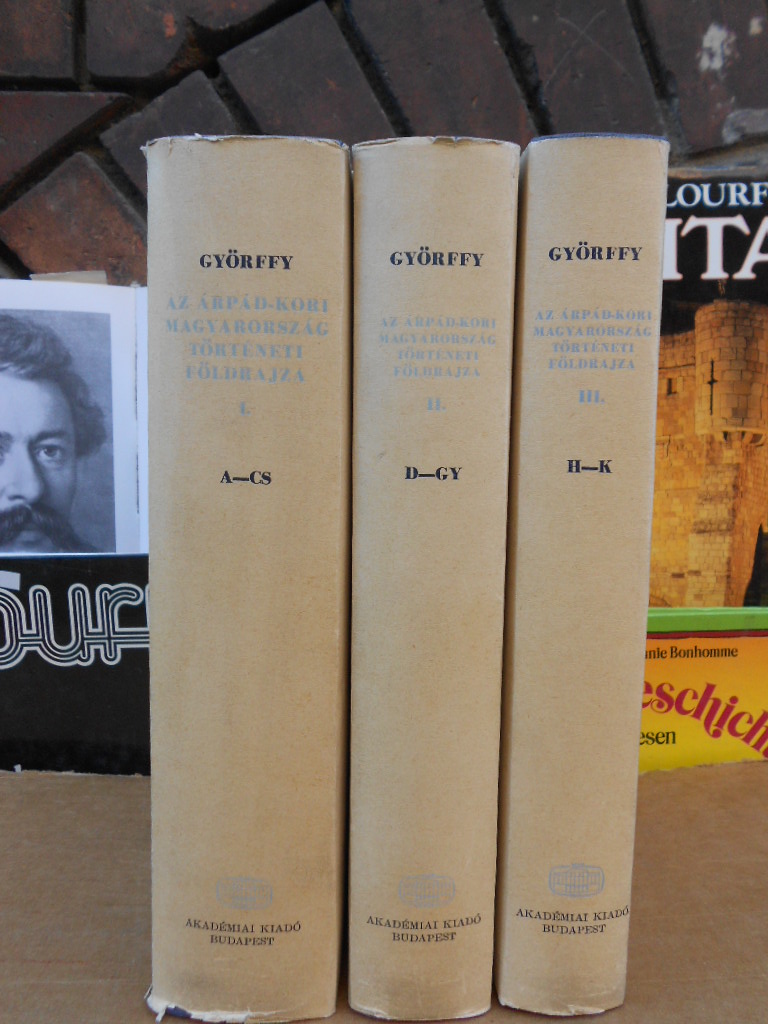 GYÖRFFY
AZ ÁRPÁD-KORI
MAGYARORSZÁG
TÖRTÉNETI
FÖLDRAJZA
I.
A—CS
AKADÉMIAI KIADÓ
BUDAPEST
GYÖRFFY
AZ ÁRPÁD-KORI
MAGYARORSZÁG
TÖRTÉNETI
FÖLDRAJZA
II.
D—GY
AKADÉMIAI KIADÓ
BUDAPEST
GYÖRFFY
AZ ÁRPÁD-KORI
MAGYARORSZÁG
TÖRTÉNETI
FÖLDRAJZA
III.
H—K
AKADÉMIAI KIADÓ
BUDAPEST
LOURF
ITA
nie Bonhomme
eschich
esen